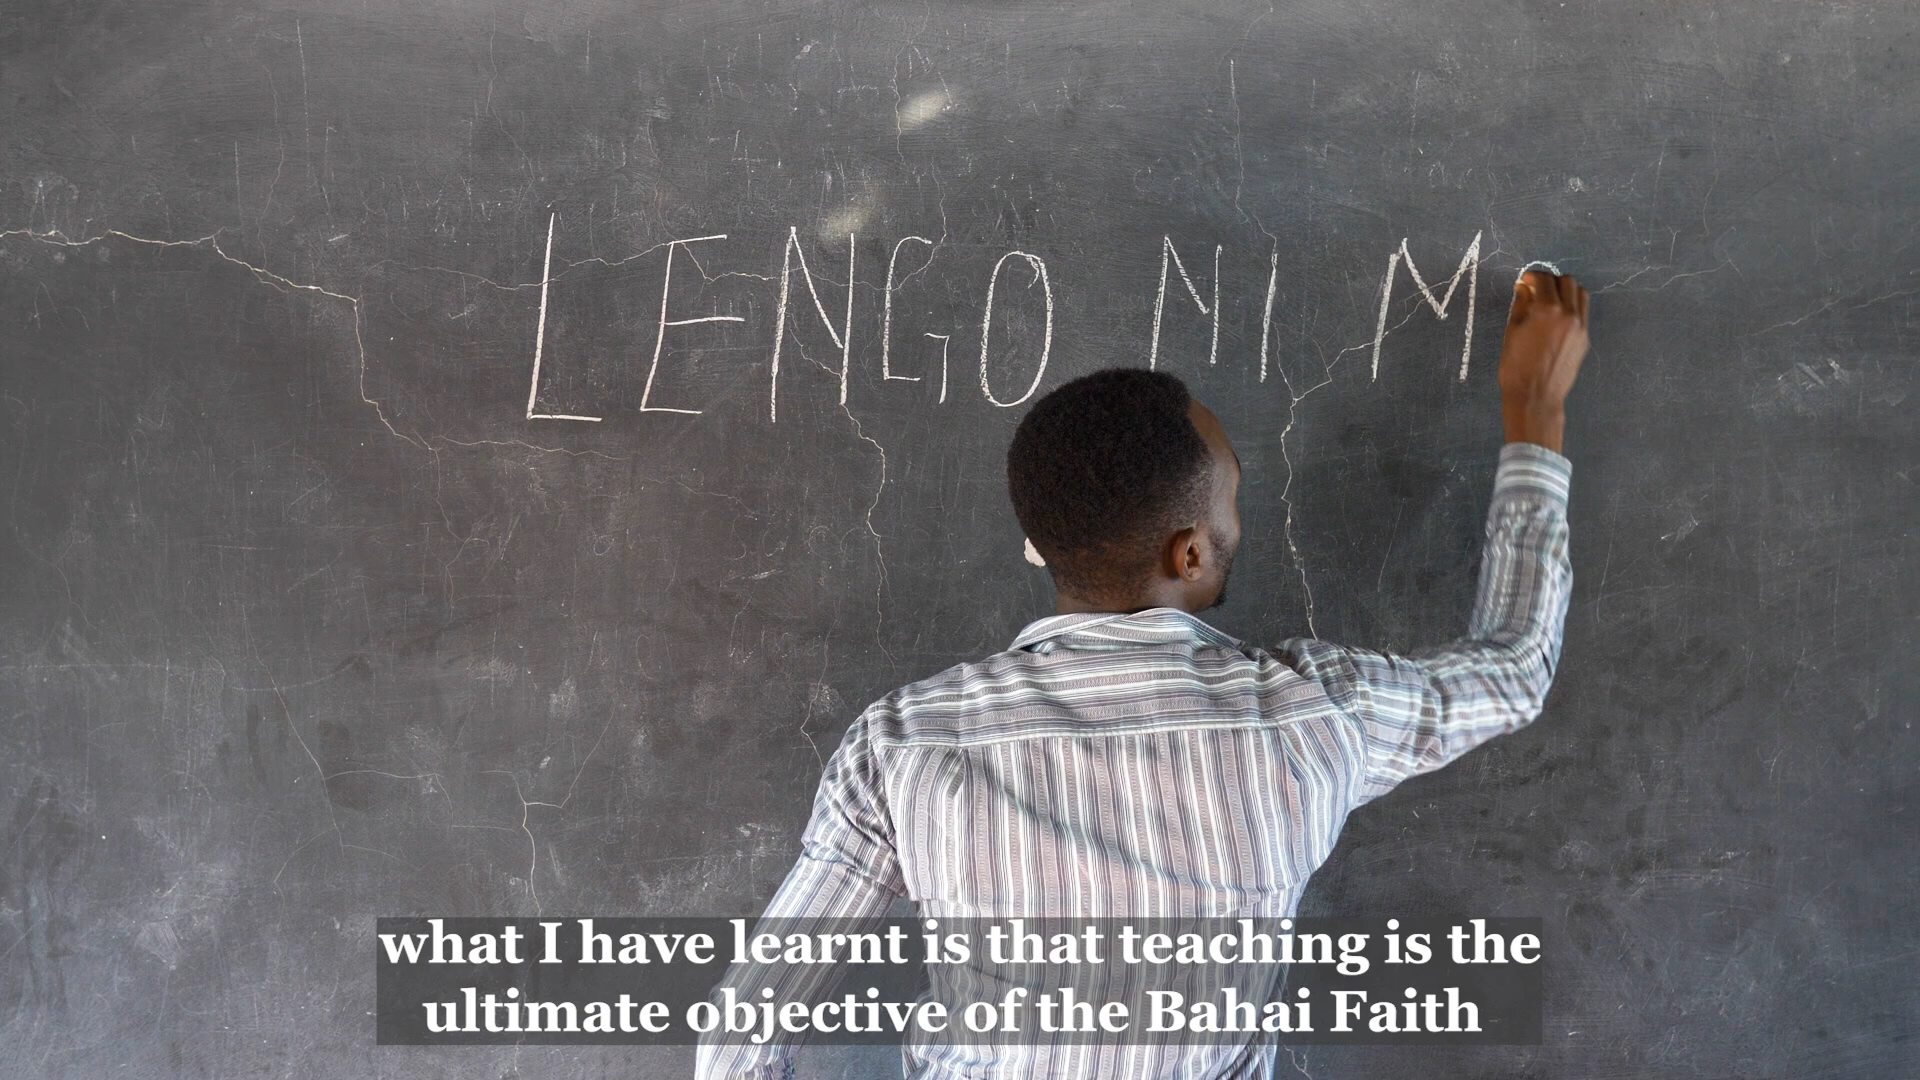 LENGO NI M
what I have learnt is that teaching is the
ultimate objective of the Bahai Faith